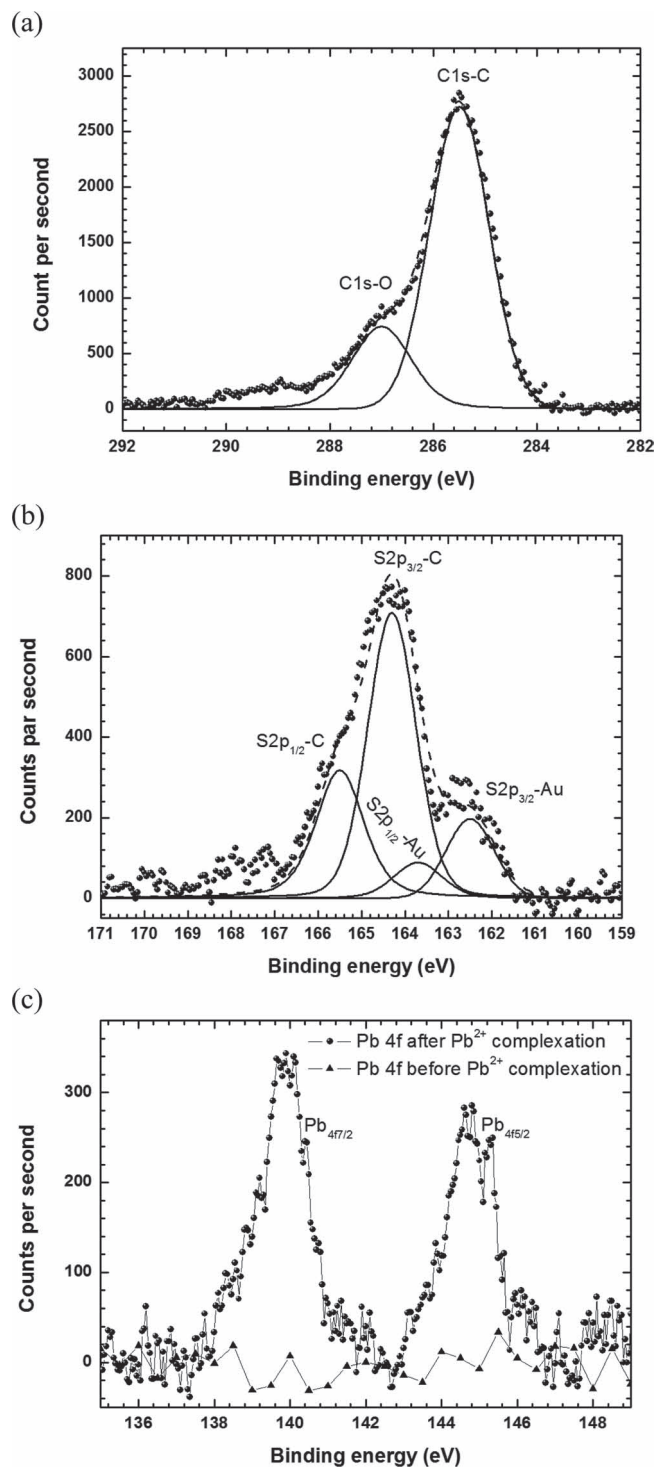 (a)
3000
2500
2000
1500
1000
500
0
Count per second
C1s-C
C1s-O
292 290 288 286 284 282
Binding energy (eV)
(b)
800
600
400
200
0
Counts par second
S2p3/2-C
S2p1/2-C
S2p1/2-Au
S2p3/2-Au
171 170 169 168 167 166 165 164 163 162 161 160 159
Binding energy (eV)
(c)
300
200
100
0
Counts per second
Pb 4f after Pb2+ complexation
Pb 4f before Pb2+ complexation
Pb4f7/2
Pb4f5/2
136 138 140 142 144 146 148
Binding energy (eV)